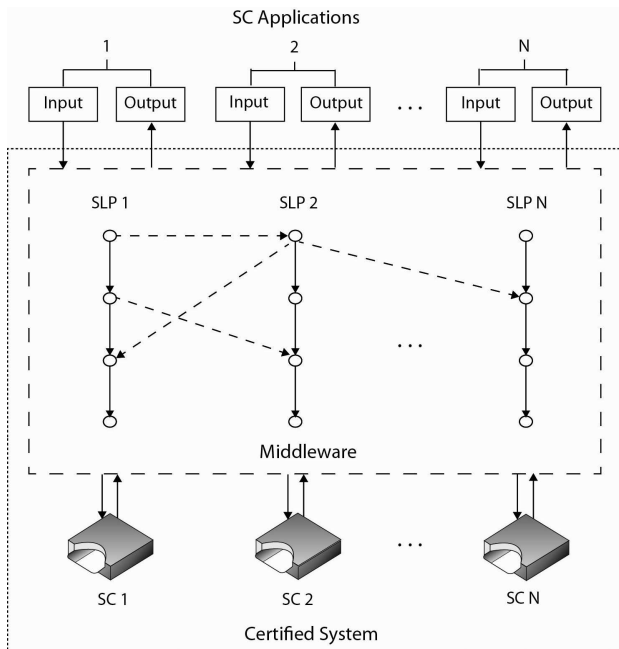 SC Applications
1 2 N
Input Output Input Output ... Input Output
SLP 1 SLP 2 SLP N
...
Middleware
...
SC 1 SC 2 SC N
Certified System